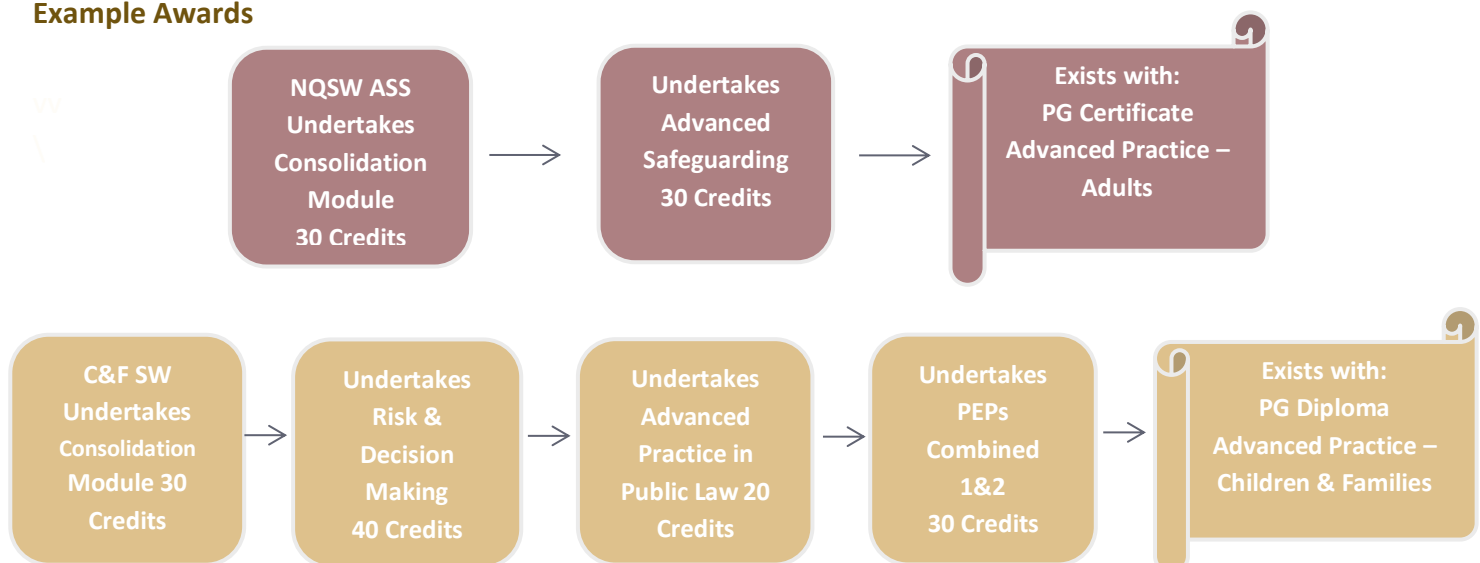 Example Awards
NQSW ASS
Undertakes
Consolidation
Module
30 Credits
Undertakes
Advanced
Safeguarding
30 Credits
Exists with:
PG Certificate
Advanced Practice –
Adults
C&F SW
Undertakes
Consolidation
Module 30
Credits
Undertakes
Risk &
Decision
Making
40 Credits
Undertakes
Advanced
Practice in
Public Law 20
Credits
Undertakes
PEPs
Combined
1&2
30 Credits
Exists with:
PG Diploma
Advanced Practice –
Children & Families